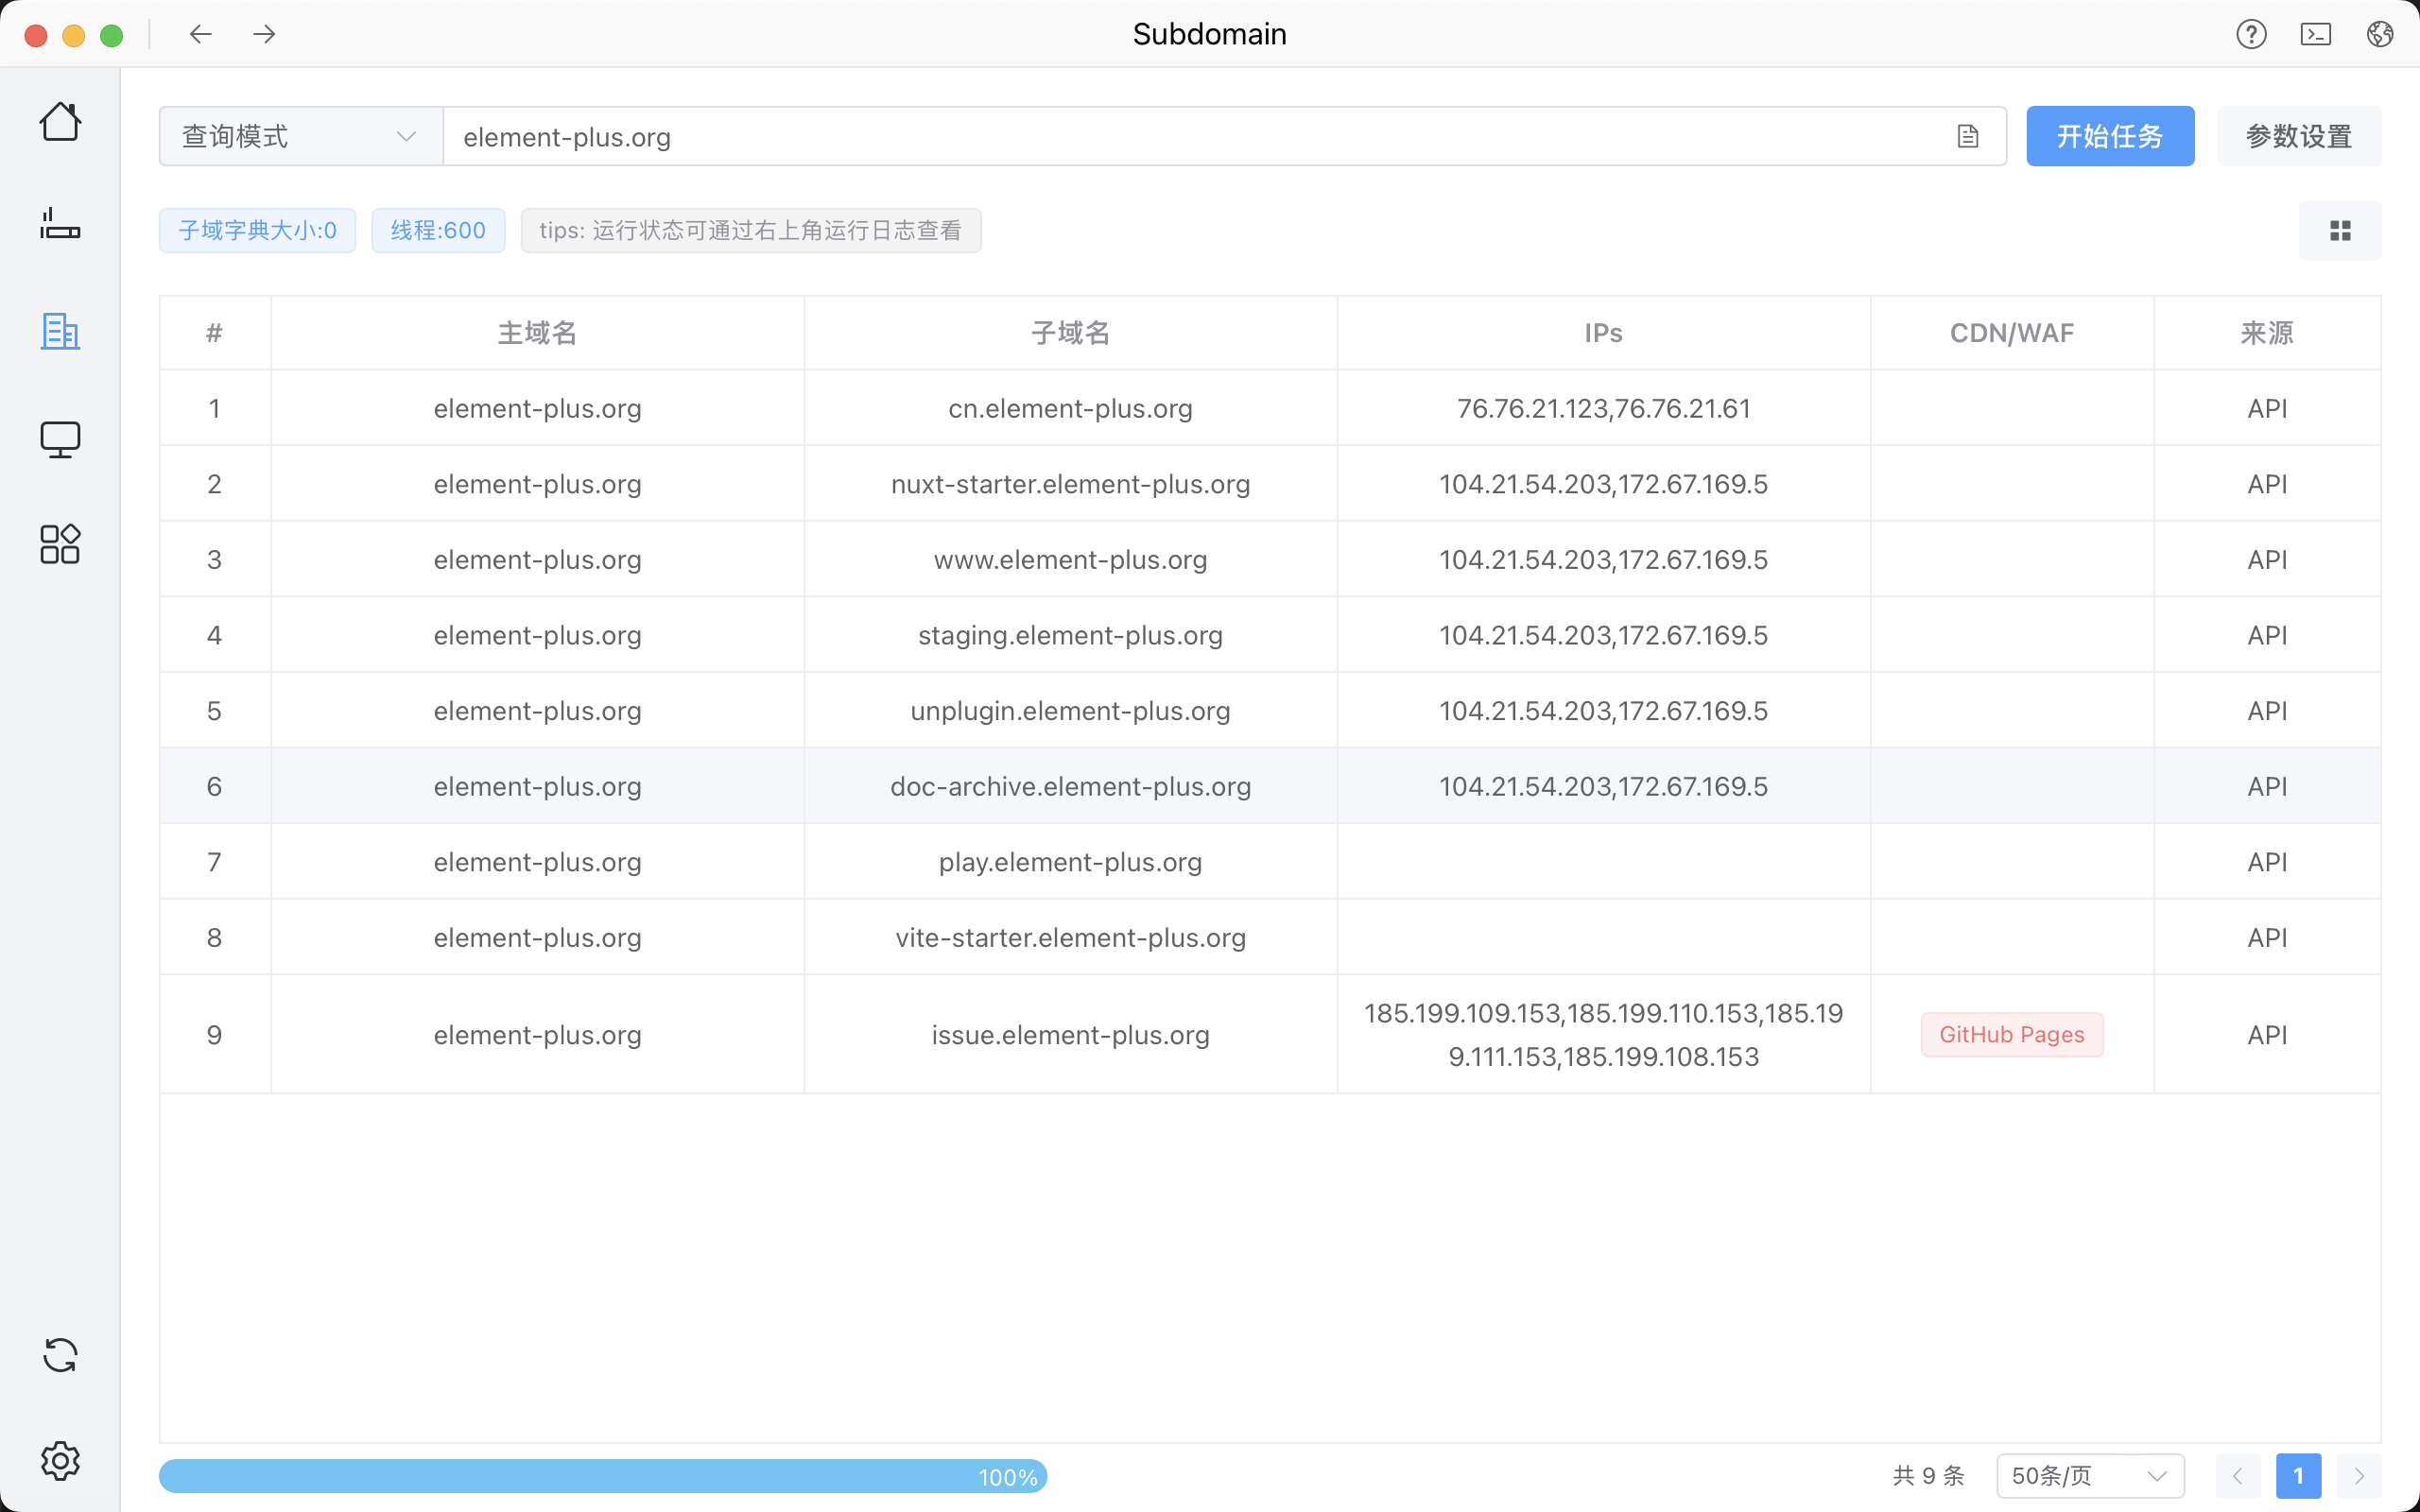 Subdomain
查询模式 element-plus.org 开始任务 参数设置
子域字典大小:0 线程:600 tips: 运行状态可通过右上角运行日志查看
# 主域名 子域名 IPs CDN/WAF 来源
1 element-plus.org cn.element-plus.org 76.76.21.123,76.76.21.61 API
2 element-plus.org nuxt-starter.element-plus.org 104.21.54.203,172.67.169.5 API
3 element-plus.org www.element-plus.org 104.21.54.203,172.67.169.5 API
4 element-plus.org staging.element-plus.org 104.21.54.203,172.67.169.5 API
5 element-plus.org unplugin.element-plus.org 104.21.54.203,172.67.169.5 API
6 element-plus.org doc-archive.element-plus.org 104.21.54.203,172.67.169.5 API
7 element-plus.org play.element-plus.org API
8 element-plus.org vite-starter.element-plus.org API
9 element-plus.org issue.element-plus.org 185.199.109.153,185.199.110.153,185.19
9.111.153,185.199.108.153 GitHub Pages API
100% 共 9 条 50条/页 1